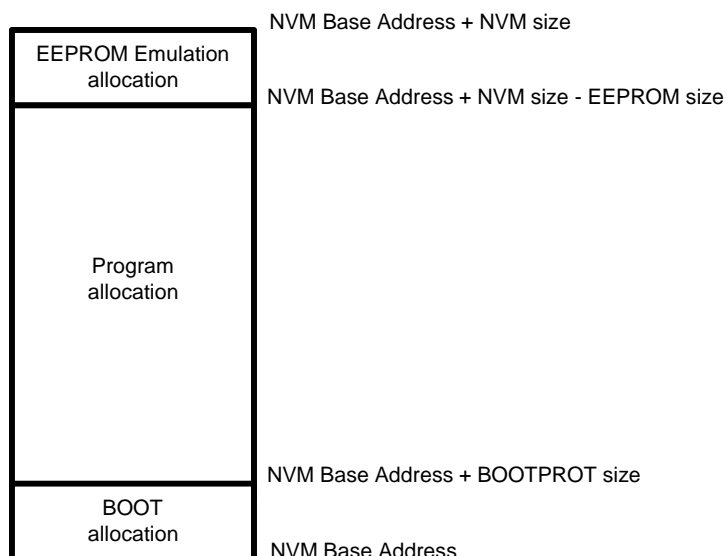 NVM Base Address + NVM size
EEPROM Emulation
allocation
NVM Base Address + NVM size - EEPROM size
Program
allocation
NVM Base Address + BOOTPROT size
BOOT
allocation
NVM Base Address